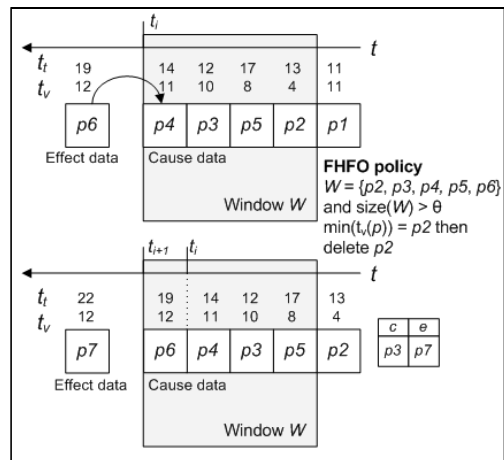 t_i
t
t_t 19 14 12 17 13 11
t_v 12 11 10 8 4 11
p6 p4 p3 p5 p2 p1
Effect data Cause data
Window W
FHFO policy
W = {p2, p3, p4, p5, p6}
and size(W) > θ
min(t_v(p)) = p2 then
delete p2
t_{i+1} t_i
t
t_t 22 19 14 12 17 13
t_v 12 12 11 10 8 4
p7 p6 p4 p3 p5 p2
Effect data Cause data
Window W
c e
p3 p7